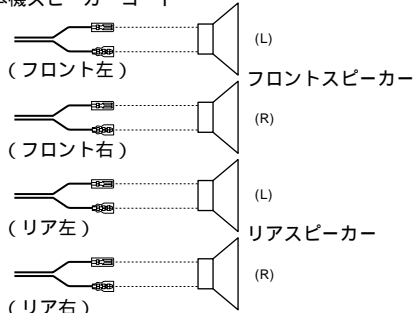 本機スピーカーコード
(L)
(フロント左)
フロントスピーカー
(R)
(フロント右)
(L)
(リア左)
リアスピーカー
(R)
(リア右)